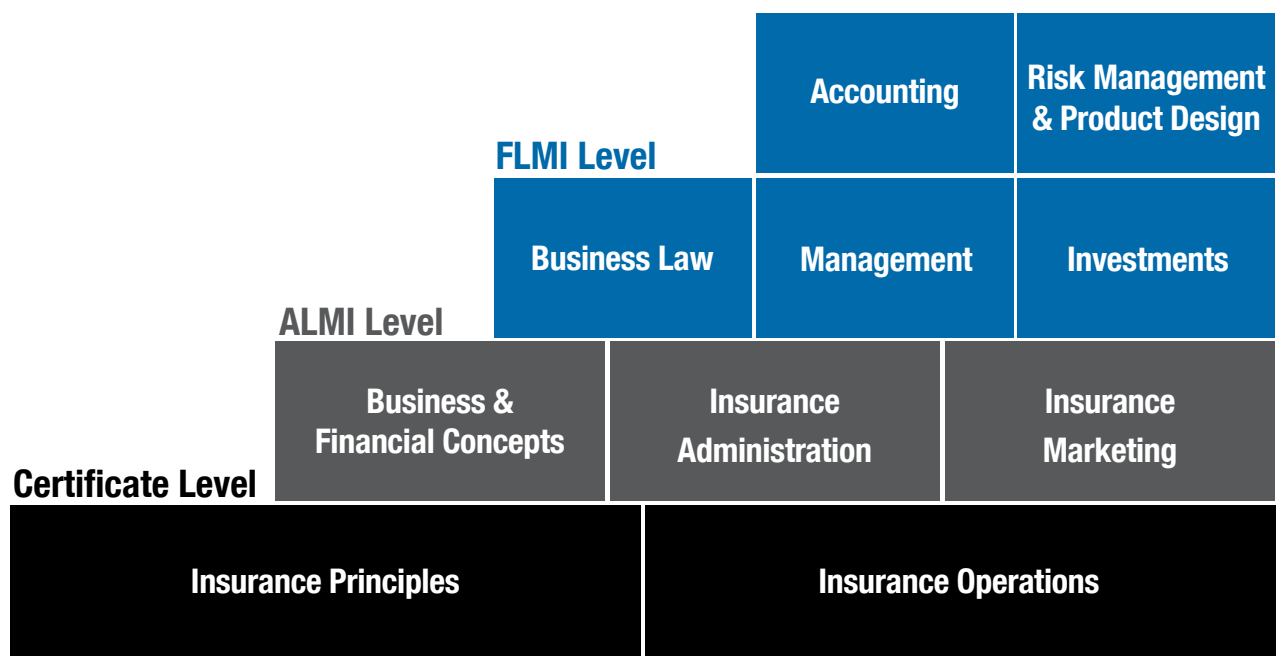 Accounting
Risk Management
& Product Design
FLMI Level
Business Law
Management
Investments
ALMI Level
Business &
Financial Concepts
Insurance
Administration
Insurance
Marketing
Certificate Level
Insurance Principles
Insurance Operations